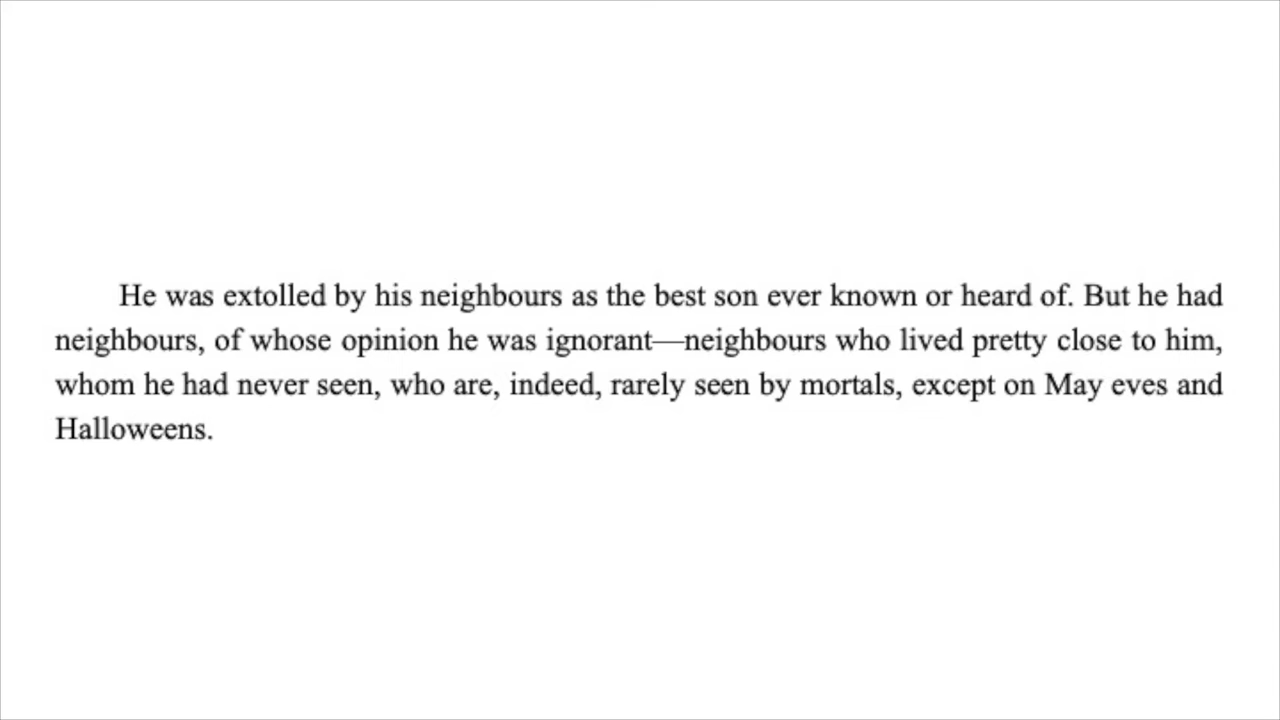 He was extolled by his neighbours as the best son ever known or heard of. But he had
neighbours, of whose opinion he was ignorant—neighbours who lived pretty close to him,
whom he had never seen, who are, indeed, rarely seen by mortals, except on May eves and
Halloweens.